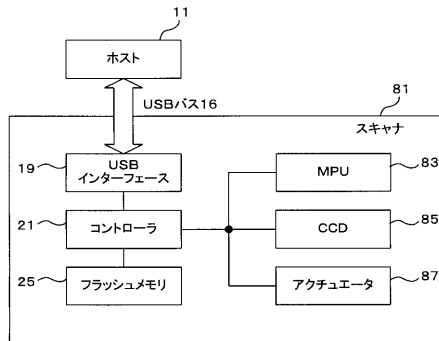 11
ホスト
USBバス16
81
スキャナ
19
USB
インターフェース
MPU
83
21
コントローラ
CCD
85
25
フラッシュメモリ
アクチュエータ
87